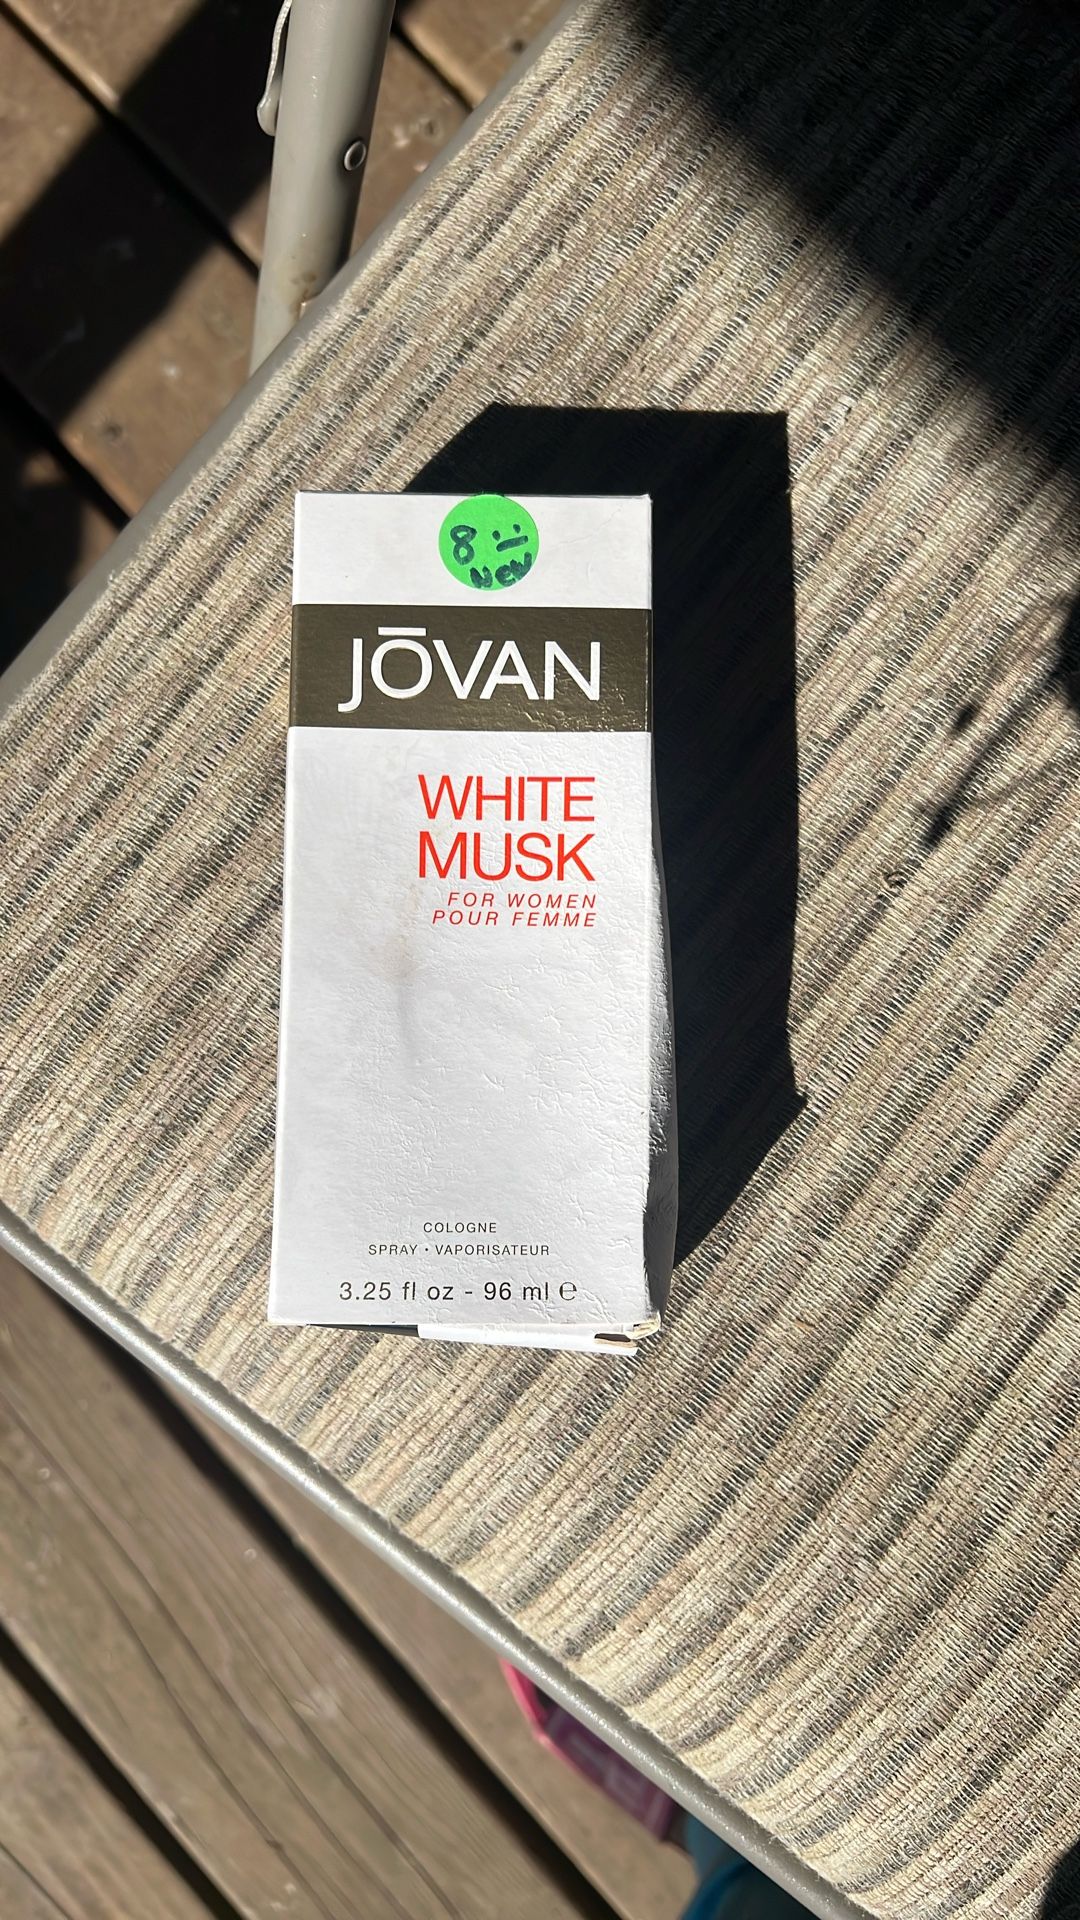 8
NEW
JŌVAN
WHITE
MUSK
FOR WOMEN
POUR FEMME
COLOGNE
SPRAY • VAPORISATEUR
3.25 fl oz - 96 ml ℮